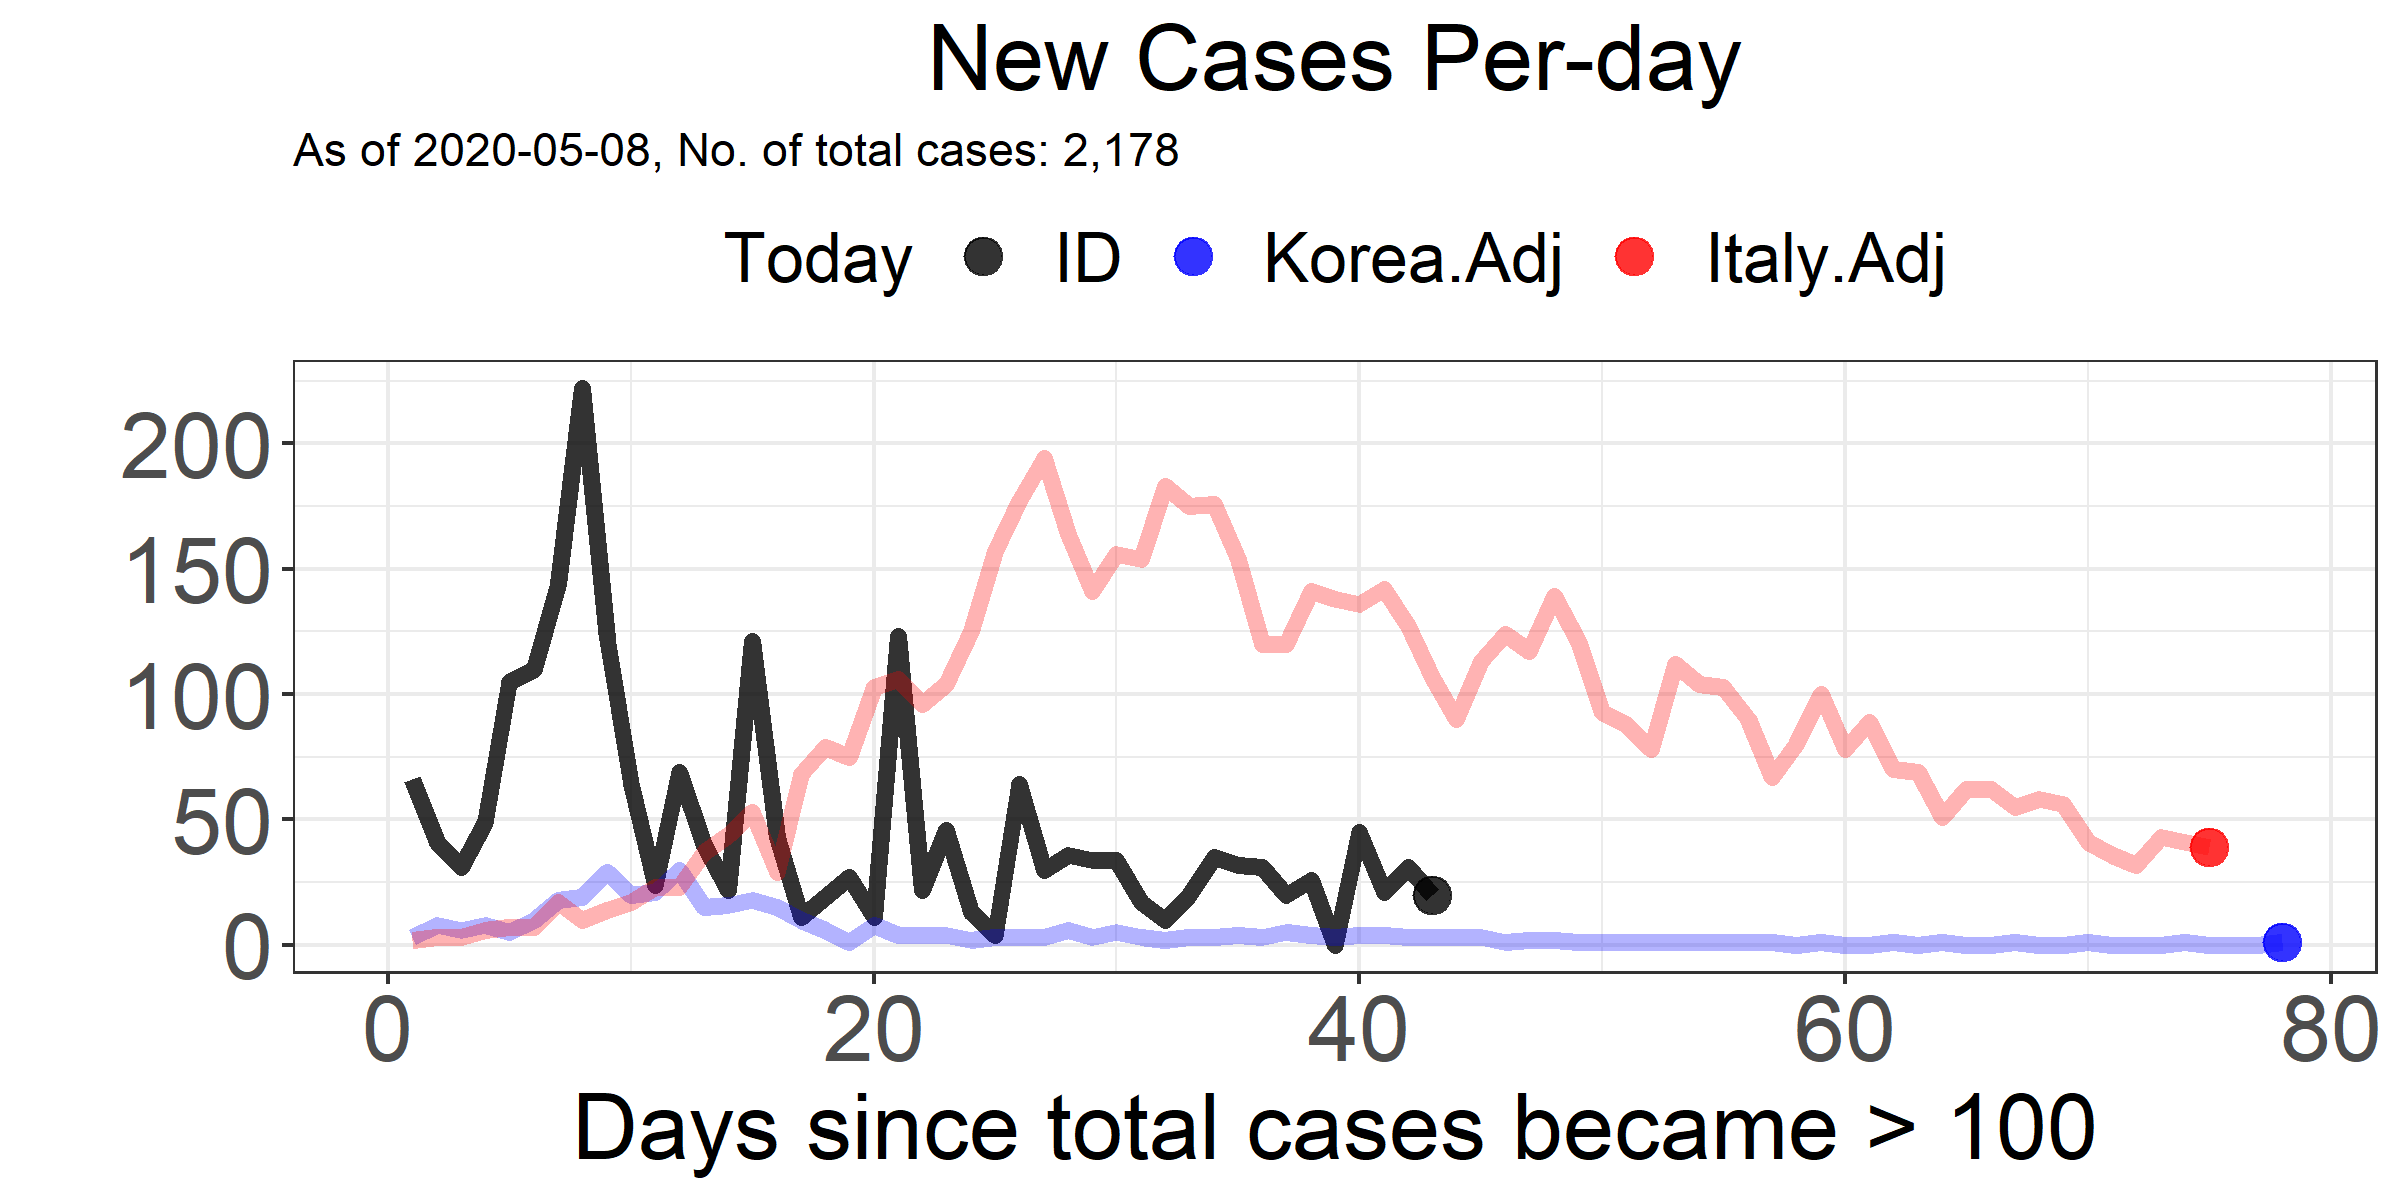 New Cases Per-day
As of 2020-05-08, No. of total cases: 2,178
Today ID Korea.Adj Italy.Adj
200
150
100
50
0
0 20 40 60 80
Days since total cases became > 100